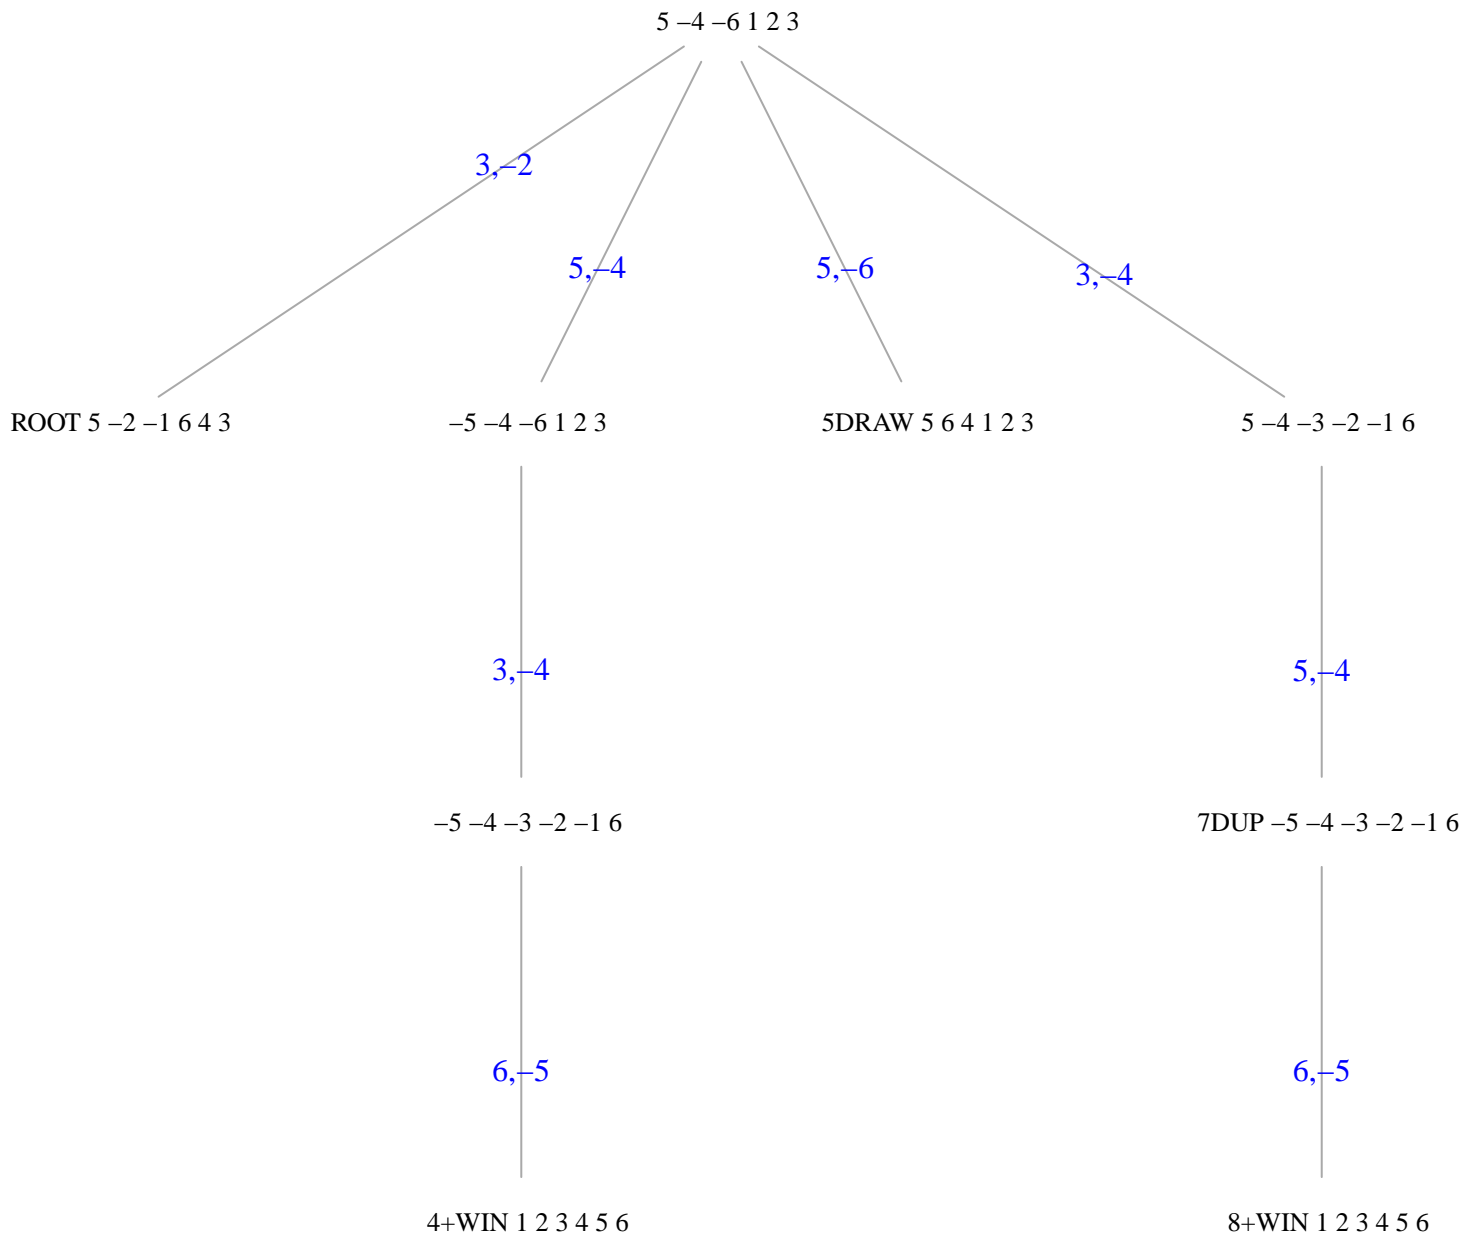 5 –4 –6 1 2 3
3,–2
5,–4
5,–6
3,–4
ROOT 5 –2 –1 6 4 3
–5 –4 –6 1 2 3
5DRAW 5 6 4 1 2 3
5 –4 –3 –2 –1 6
3,–4
5,–4
–5 –4 –3 –2 –1 6
7DUP –5 –4 –3 –2 –1 6
6,–5
6,–5
4+WIN 1 2 3 4 5 6
8+WIN 1 2 3 4 5 6